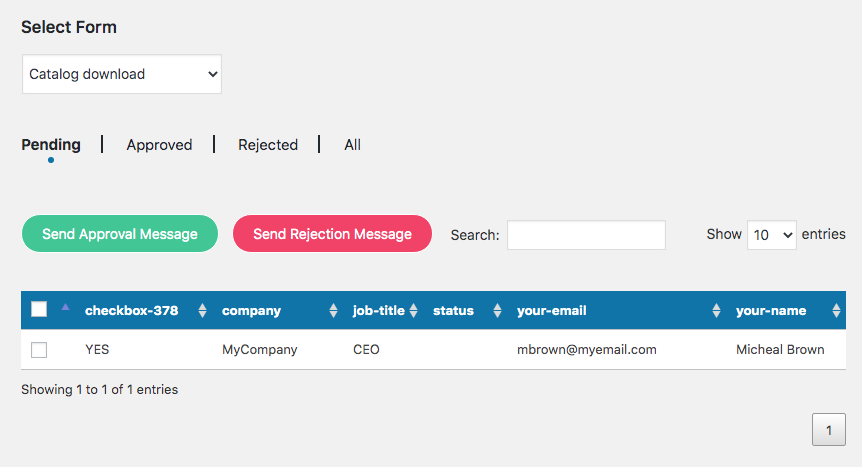 Select Form
Catalog download
Pending | Approved | Rejected | All
Send Approval Message Send Rejection Message Search: Show 10 entries
checkbox-378 company job-title status your-email your-name
YES MyCompany CEO mbrown@myemail.com Micheal Brown
Showing 1 to 1 of 1 entries
1